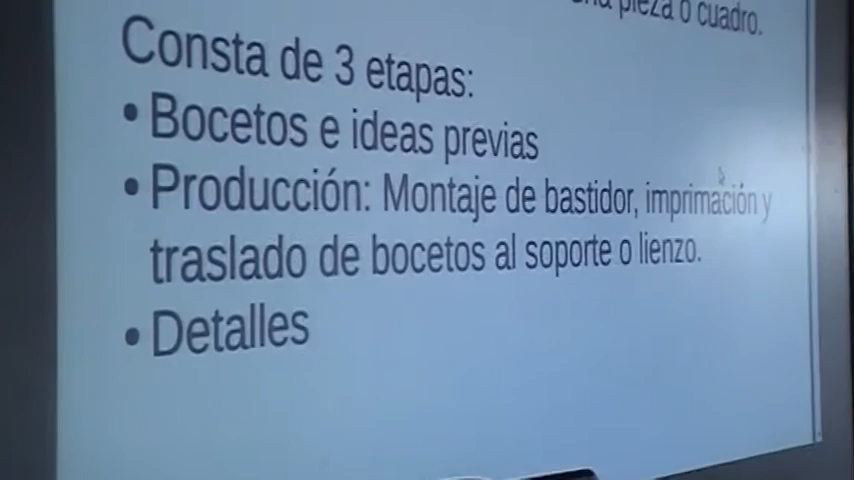 pieza o cuadro.
Consta de 3 etapas:
• Bocetos e ideas previas
• Producción: Montaje de bastidor, imprimación y
traslado de bocetos al soporte o lienzo.
• Detalles